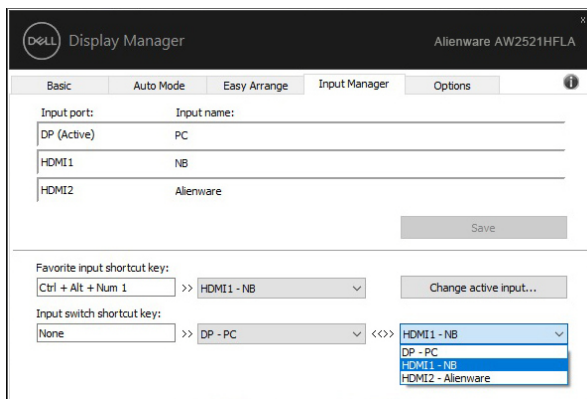 DELL Display Manager Alienware AW2521HFLA x
Basic Auto Mode Easy Arrange Input Manager Options i
Input port: Input name:
DP (Active) PC
HDMI1 NB
HDMI2 Alienware
Save
Favorite input shortcut key:
Ctrl + Alt + Num 1 >> HDMI1 - NB Change active input...
Input switch shortcut key:
None >> DP - PC <<>> HDMI1 - NB
DP - PC
HDMI1 - NB
HDMI2 - Alienware